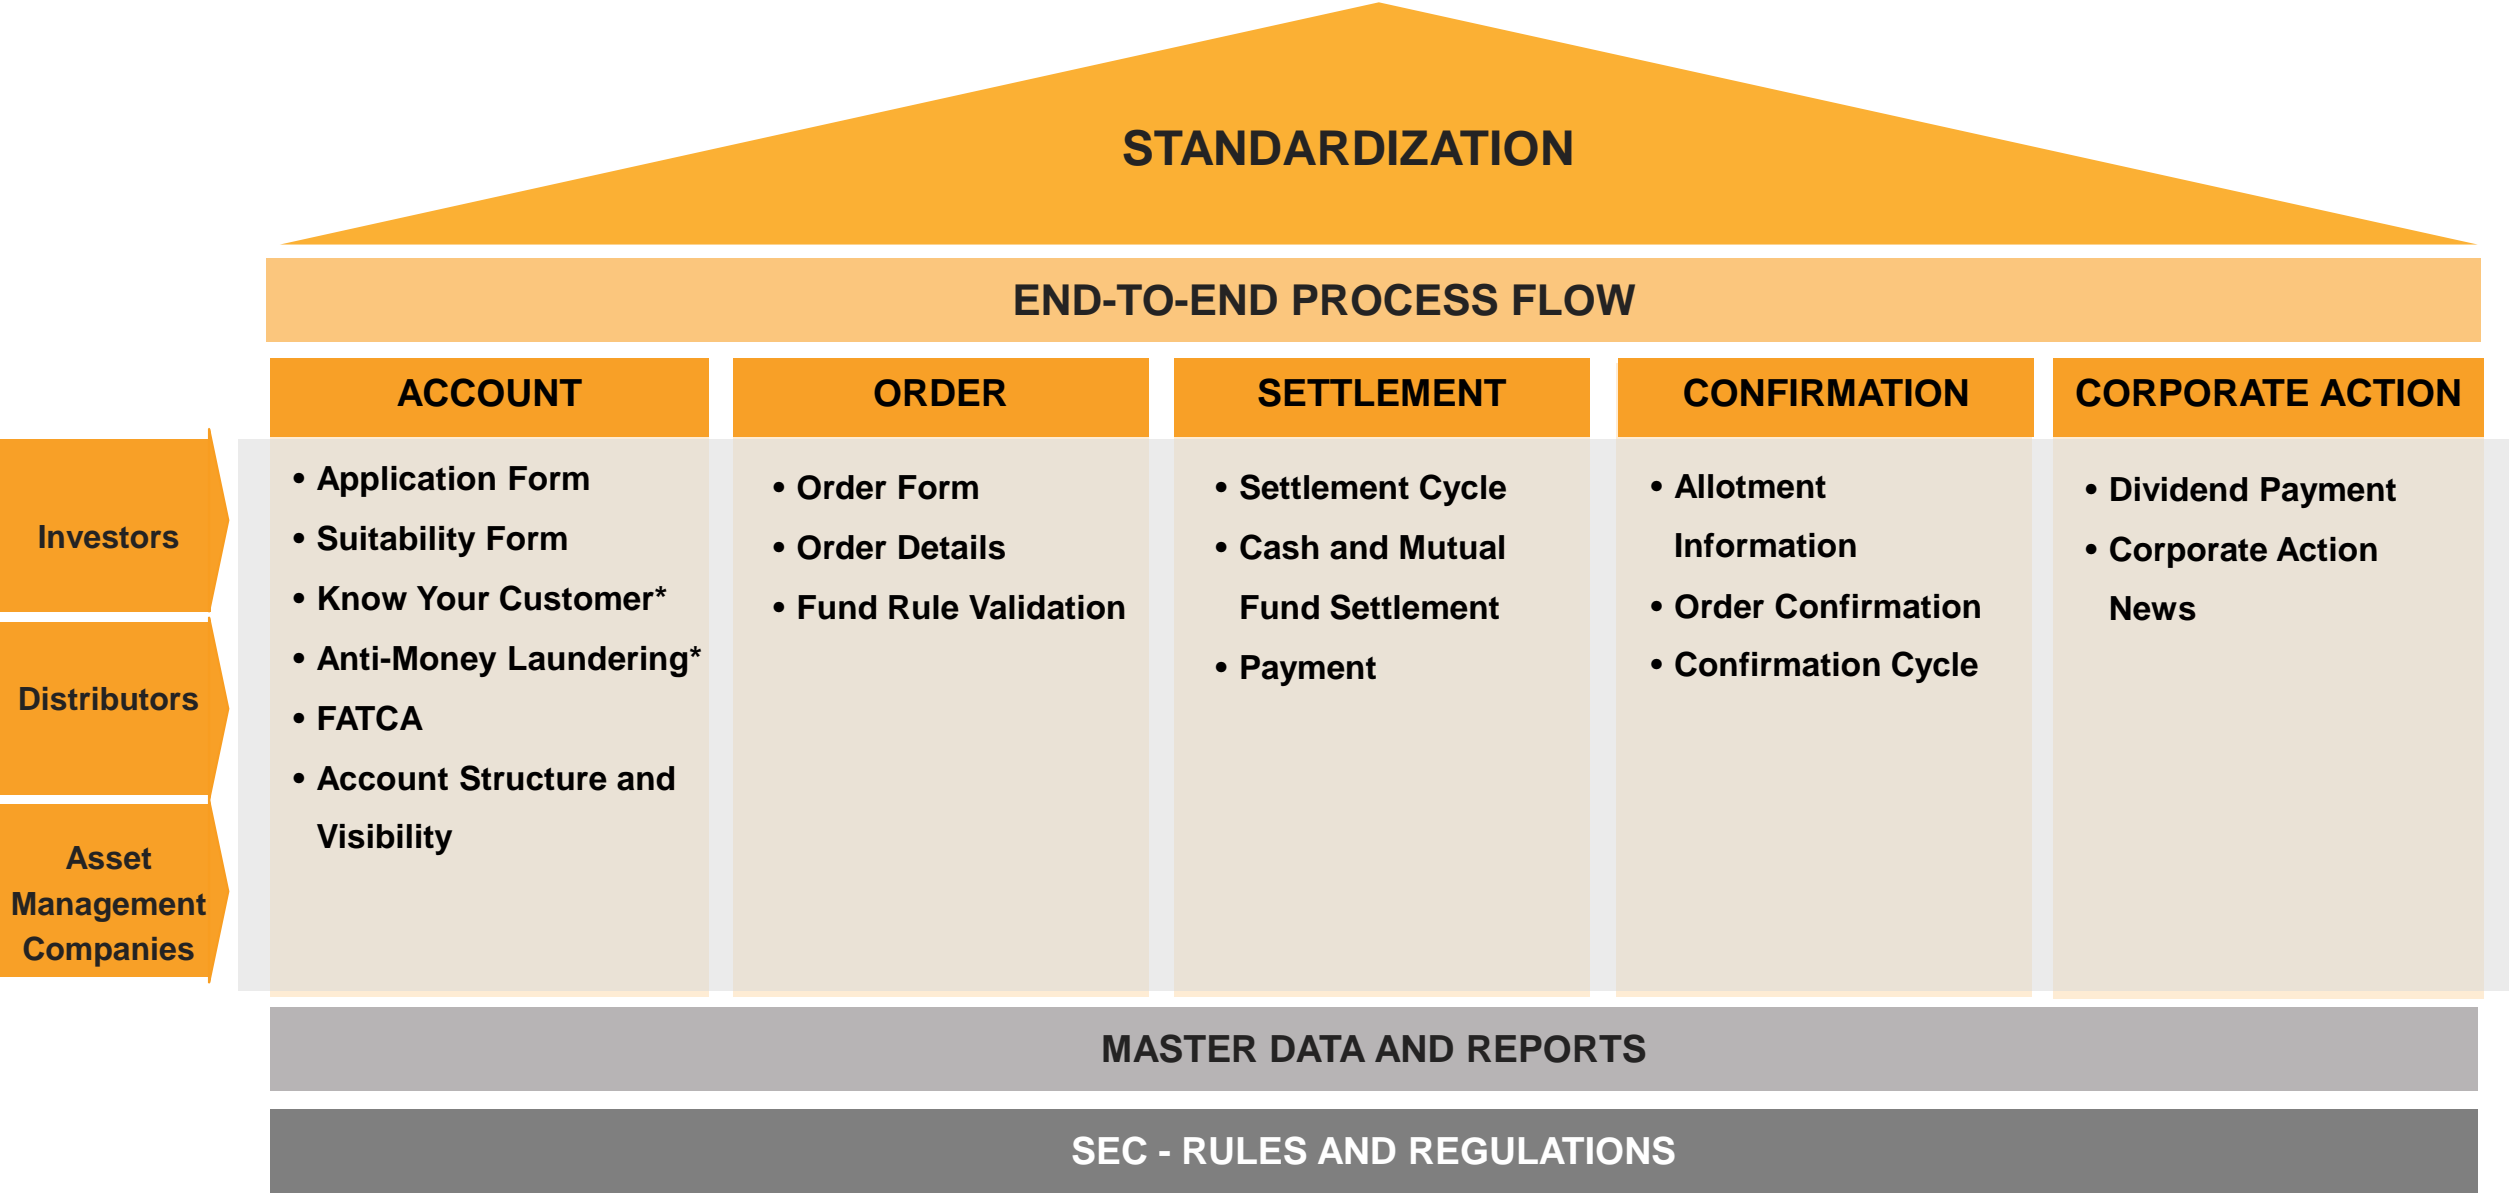 STANDARDIZATION
END-TO-END PROCESS FLOW
ACCOUNT
• Application Form
• Suitability Form
• Know Your Customer*
• Anti-Money Laundering*
• FATCA
• Account Structure and
Visibility
ORDER
• Order Form
• Order Details
• Fund Rule Validation
SETTLEMENT
• Settlement Cycle
• Cash and Mutual
Fund Settlement
• Payment
CONFIRMATION
• Allotment
Information
• Order Confirmation
• Confirmation Cycle
CORPORATE ACTION
• Dividend Payment
• Corporate Action
News
Investors
Distributors
Asset
Management
Companies
MASTER DATA AND REPORTS
SEC - RULES AND REGULATIONS